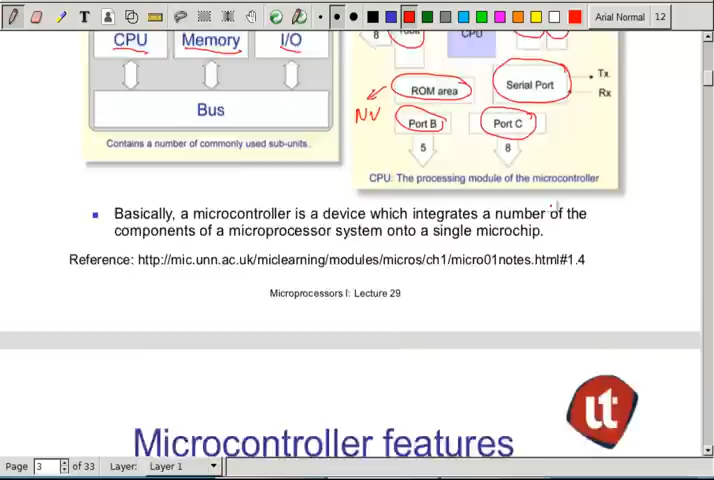 T
Arial Normal 12
CPU Memory I/O
8 CPU
ROM area Serial Port Tx
Rx
NV
Port B Port C
Bus
5 8
Contains a number of commonly used sub-units..
CPU: The processing module of the microcontroller
Basically, a microcontroller is a device which integrates a number of the
components of a microprocessor system onto a single microchip.
Reference: http://mic.unn.ac.uk/miclearning/modules/micros/ch1/micro01notes.html#1.4
Microprocessors I: Lecture 29
ut
Microcontroller features
Page 3 of 33 Layer: Layer 1